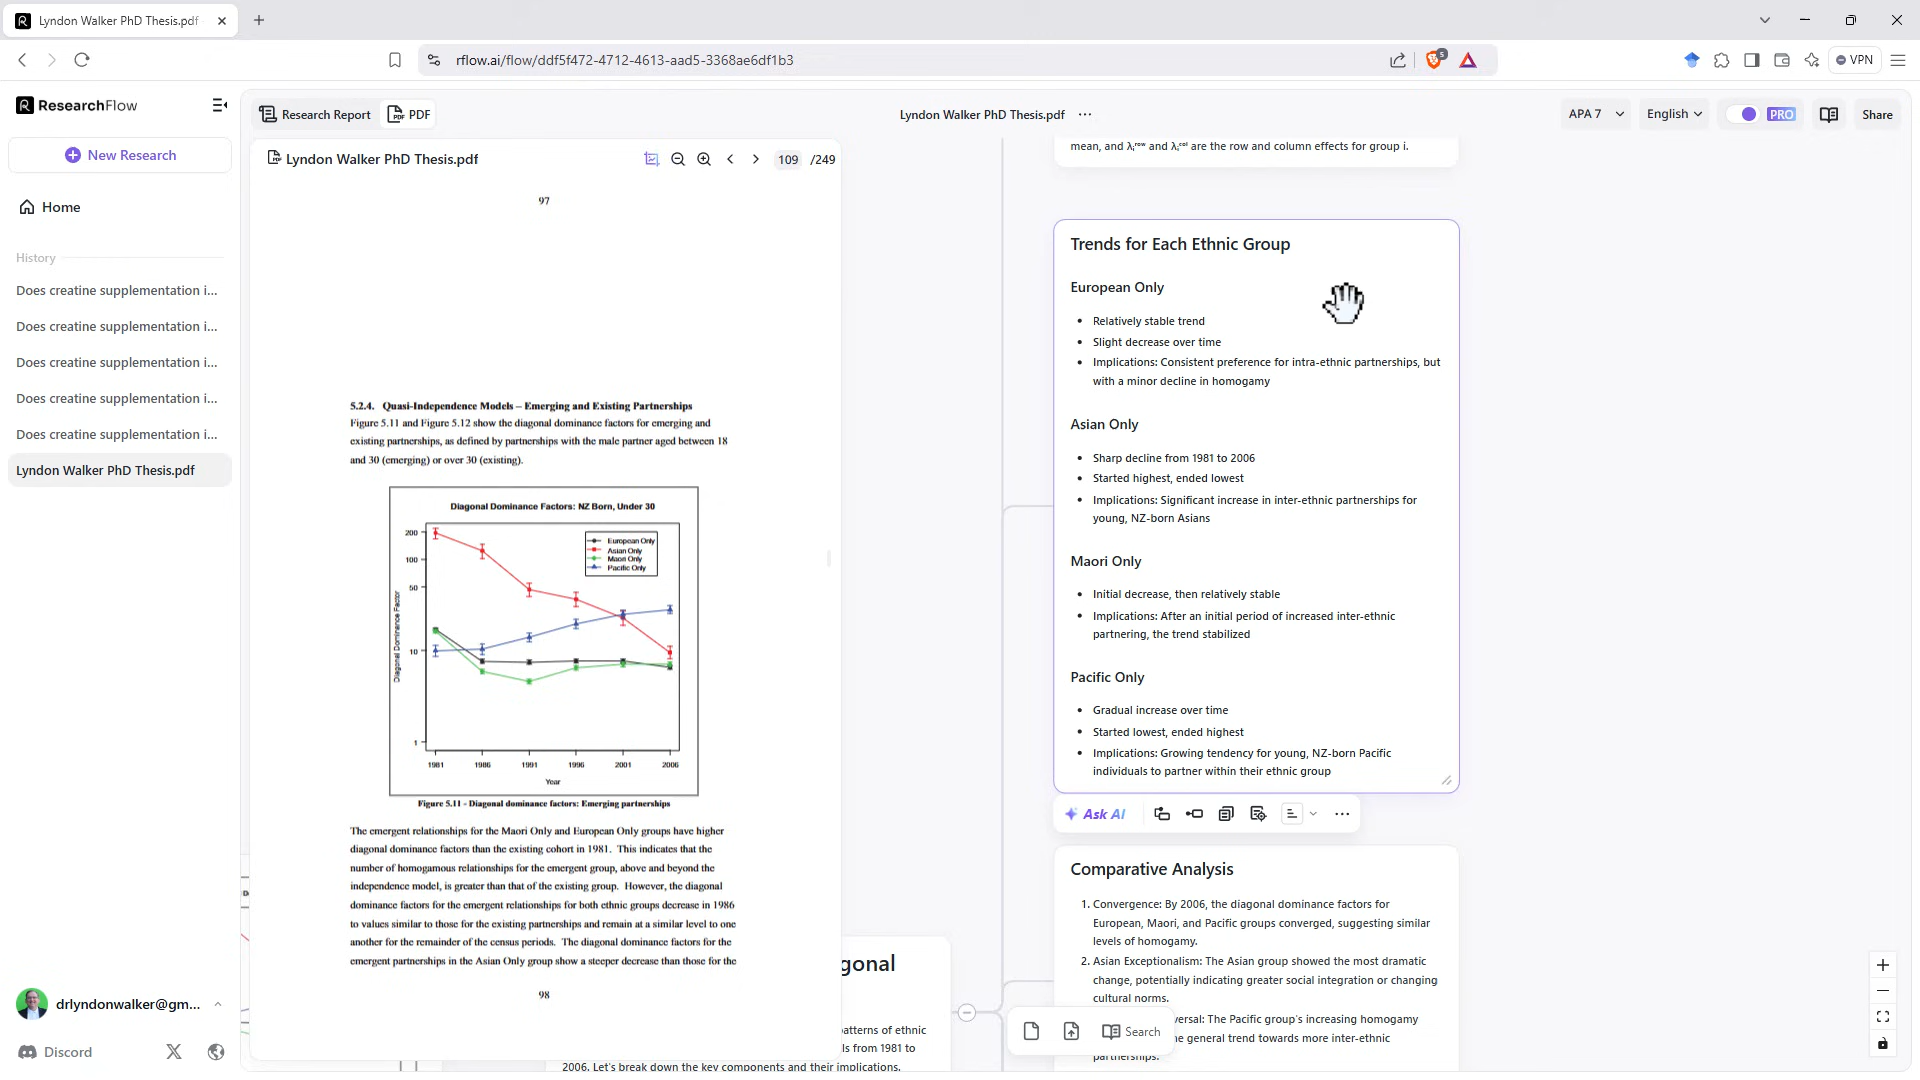 Lyndon Walker PhD Thesis.pdf
rflow.ai/flow/ddf5f472-4712-4613-aad5-3368ae6df1b3
5
VPN
ResearchFlow
New Research
Home
History
Does creatine supplementation i...
Does creatine supplementation i...
Does creatine supplementation i...
Does creatine supplementation i...
Does creatine supplementation i...
Lyndon Walker PhD Thesis.pdf
drlyndonwalker@gm...
Discord
Research Report
PDF
Lyndon Walker PhD Thesis.pdf
APA 7
English
PRO
Share
Lyndon Walker PhD Thesis.pdf
109 /249
97
5.2.4. Quasi-Independence Models – Emerging and Existing Partnerships
Figure 5.11 and Figure 5.12 show the diagonal dominance factors for emerging and
existing partnerships, as defined by partnerships with the male partner aged between 18
and 30 (emerging) or over 30 (existing).
Diagonal Dominance Factors: NZ Born, Under 30
European Only
Asian Only
Maori Only
Pacific Only
Diagonal Dominance Factor
200
100
50
10
1
1981 1986 1991 1996 2001 2006
Year
Figure 5.11 - Diagonal dominance factors: Emerging partnerships
The emergent relationships for the Maori Only and European Only groups have higher
diagonal dominance factors than the existing cohort in 1981. This indicates that the
number of homogamous relationships for the emergent group, above and beyond the
independence model, is greater than that of the existing group. However, the diagonal
dominance factors for the emergent relationships for both ethnic groups decrease in 1986
to values similar to those for the existing partnerships and remain at a similar level to one
another for the remainder of the census periods. The diagonal dominance factors for the
emergent partnerships in the Asian Only group show a steeper decrease than those for the
98
gonal
atterns of ethnic
ls from 1981 to
2006. Let's break down the key components and their implications.
mean, and λᵢʳᵒʷ and λᵢᶜᵒˡ are the row and column effects for group i.
Trends for Each Ethnic Group
European Only
• Relatively stable trend
• Slight decrease over time
• Implications: Consistent preference for intra-ethnic partnerships, but
with a minor decline in homogamy
Asian Only
• Sharp decline from 1981 to 2006
• Started highest, ended lowest
• Implications: Significant increase in inter-ethnic partnerships for
young, NZ-born Asians
Maori Only
• Initial decrease, then relatively stable
• Implications: After an initial period of increased inter-ethnic
partnering, the trend stabilized
Pacific Only
• Gradual increase over time
• Started lowest, ended highest
• Implications: Growing tendency for young, NZ-born Pacific
individuals to partner within their ethnic group
Ask AI
Comparative Analysis
1. Convergence: By 2006, the diagonal dominance factors for
European, Maori, and Pacific groups converged, suggesting similar
levels of homogamy.
2. Asian Exceptionalism: The Asian group showed the most dramatic
change, potentially indicating greater social integration or changing
cultural norms.
versal: The Pacific group's increasing homogamy
he general trend towards more inter-ethnic
partnerships.
Search